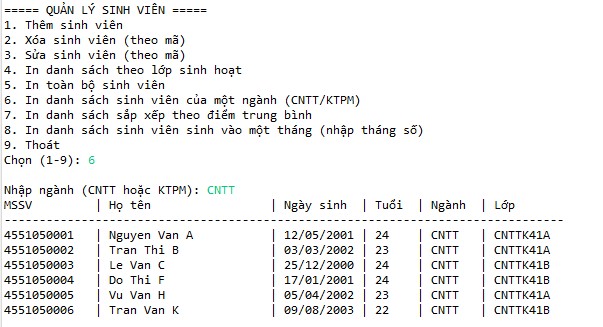 ===== QUẢN LÝ SINH VIÊN =====
1. Thêm sinh viên
2. Xóa sinh viên (theo mã)
3. Sửa sinh viên (theo mã)
4. In danh sách theo lớp sinh hoạt
5. In toàn bộ sinh viên
6. In danh sách sinh viên của một ngành (CNTT/KTPM)
7. In danh sách sắp xếp theo điểm trung bình
8. In danh sách sinh viên sinh vào một tháng (nhập tháng số)
9. Thoát
Chọn (1-9): 6

Nhập ngành (CNTT hoặc KTPM): CNTT
MSSV | Họ tên | Ngày sinh | Tuổi | Ngành | Lớp
--------------------------------------------------------------------------------
4551050001 | Nguyen Van A | 12/05/2001 | 24 | CNTT | CNTTK41A
4551050002 | Tran Thi B | 03/03/2002 | 23 | CNTT | CNTTK41A
4551050003 | Le Van C | 25/12/2000 | 24 | CNTT | CNTTK41B
4551050004 | Do Thi F | 17/01/2001 | 24 | CNTT | CNTTK41B
4551050005 | Vu Van H | 05/04/2002 | 23 | CNTT | CNTTK41A
4551050006 | Tran Van K | 09/08/2003 | 22 | CNTT | CNTTK41B